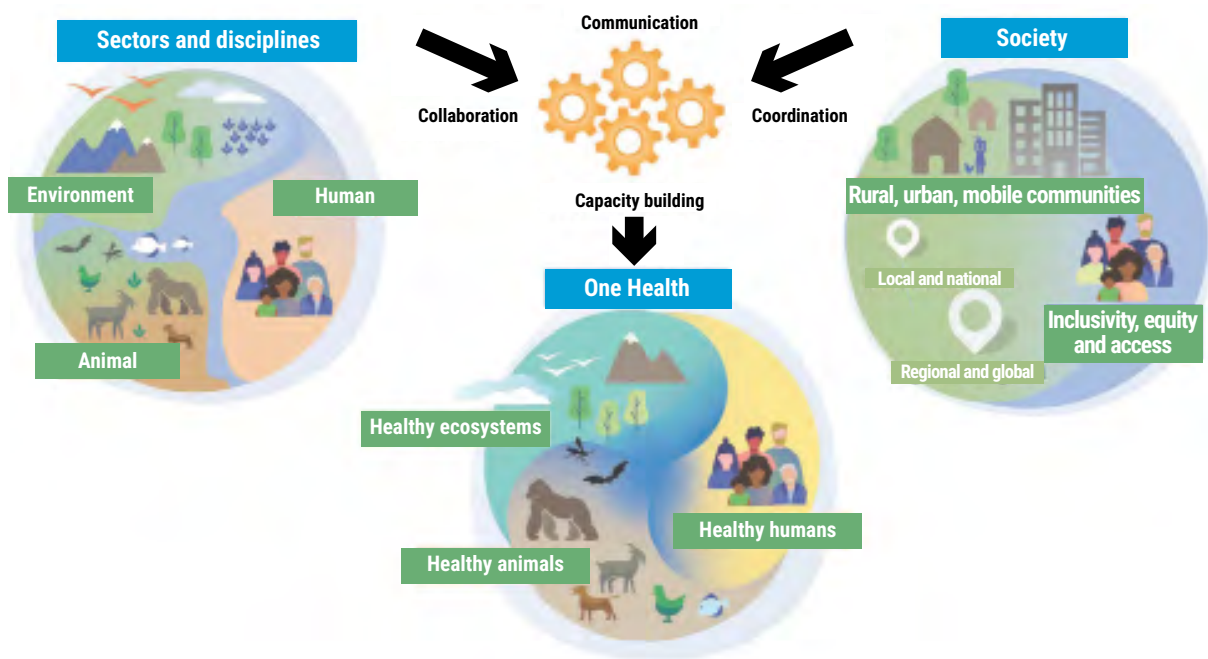 Communication
Sectors and disciplines
Society
Collaboration
Coordination
Environment
Human
Animal
Capacity building
Rural, urban, mobile communities
Local and national
Inclusivity, equity
and access
Regional and global
One Health
Healthy ecosystems
Healthy humans
Healthy animals